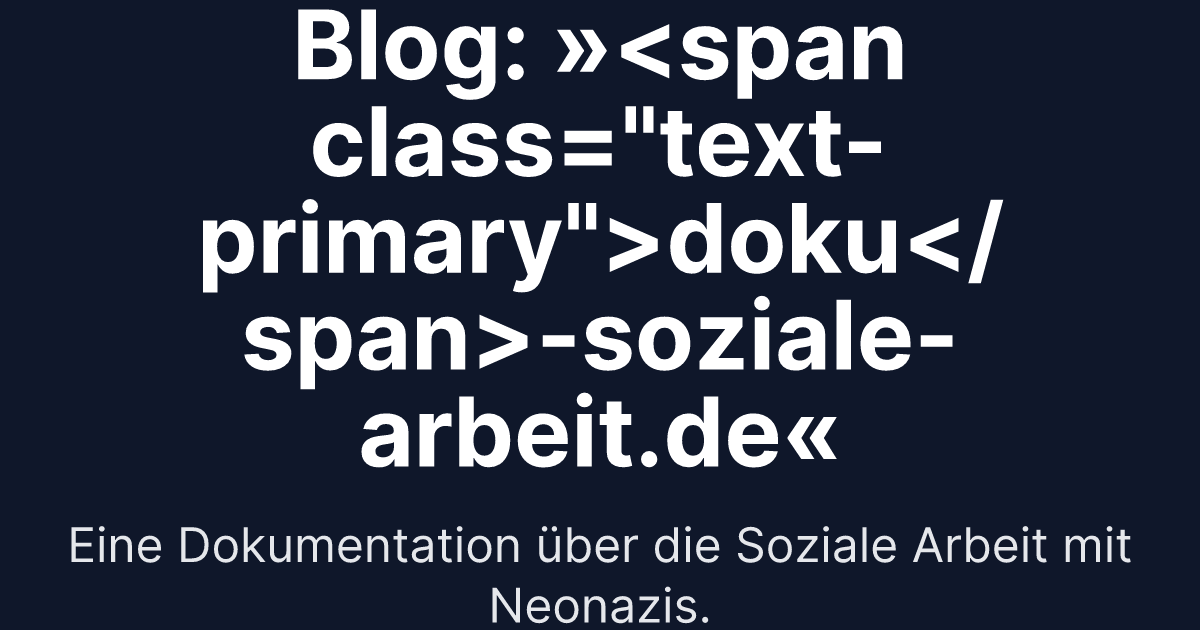 Blog: »<span
class="text-
primary">doku</
span>-soziale-
arbeit.de«
Eine Dokumentation über die Soziale Arbeit mit
Neonazis.